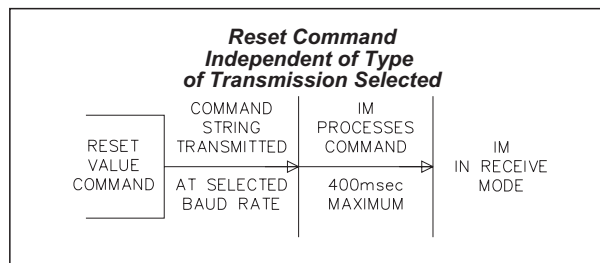 Reset Command
Independent of Type
of Transmission Selected
RESET
VALUE
COMMAND
COMMAND
STRING
TRANSMITTED
AT SELECTED
BAUD RATE
IM
PROCESSES
COMMAND
400msec
MAXIMUM
IM
IN RECEIVE
MODE